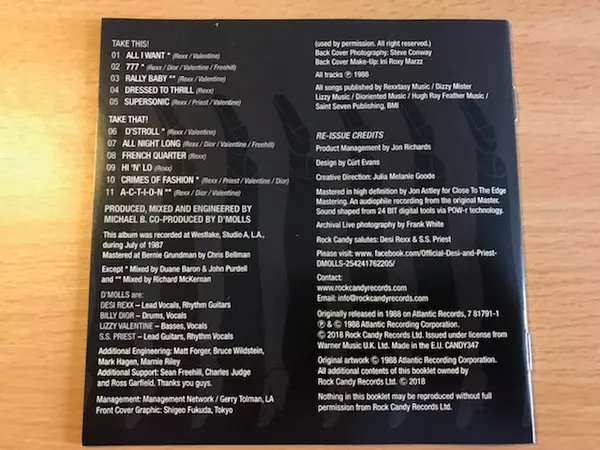 TAKE THIS!
01 ALL I WANT * (Rexx / Valentine)
02 777 * (Rexx / Dior / Valentine / Freehill)
03 RALLY BABY ** (Rexx / Valentine)
04 DRESSED TO THRILL (Rexx)
05 SUPERSONIC (Rexx / Priest / Valentine)
TAKE THAT!
06 D'STROLL * (Rexx / Valentine)
07 ALL NIGHT LONG (Rexx / Dior / Valentine / Freehill)
08 FRENCH QUARTER (Rexx)
09 HI 'N' LO (Rexx)
10 CRIMES OF FASHION * (Rexx / Priest / Valentine / Dior)
11 A-C-T-I-O-N ** (Rexx / Dior / Valentine)
PRODUCED, MIXED AND ENGINEERED BY
MICHAEL B. CO-PRODUCED BY D'MOLLS
This album was recorded at Westlake, Studio A, L.A.,
during July of 1987
Mastered at Bernie Grundman by Chris Bellman
Except * Mixed by Duane Baron & John Purdell
and ** Mixed by Richard McKernan
D'MOLLS are:
DESI REXX – Lead Vocals, Rhythm Guitars
BILLY DIOR – Drums, Vocals
LIZZY VALENTINE – Basses, Vocals
S.S. PRIEST – Lead Guitars, Rhythm Vocals
Additional Engineering: Matt Forger, Bruce Wildstein,
Mark Hagen, Marnie Riley
Additional Support: Sean Freehill, Charles Judge
and Ross Garfield. Thanks you guys.
Management: Management Network / Gerry Tolman, LA
Front Cover Graphic: Shigeo Fukuda, Tokyo
(used by permission. All right reserved.)
Back Cover Photography: Steve Conway
Back Cover Make-Up: Ini Roxy Marzz
All tracks ℗ 1988
All songs published by Rexxtasy Music / Dizzy Mister
Lizzy Music / Dioriented Music / Hugh Ray Feather Music /
Saint Seven Publishing, BMI
RE-ISSUE CREDITS
Product Management by Jon Richards
Design by Cürt Evans
Creative Direction: Julia Melanie Goode
Mastered in high definition by Jon Astley for Close To The Edge
Mastering. An audiophile recording from the original Master.
Sound shaped from 24 BIT digital tools via POW-r technology.
Archival Live photography by Frank White
Rock Candy salutes: Desi Rexx & S.S. Priest
Please visit: www. facebook.com/Official-Desi-and-Priest-
DMOLLS-254241762205/
Contact:
www.rockcandyrecords.com
Email: info@rockcandyrecords.com
Originally released in 1988 on Atlantic Records, 7 81791-1
℗ & © 1988 Atlantic Recording Corporation.
© 2018 Rock Candy Records Ltd. Issued under license from
Warner Music U.K. Ltd. Made in the E.U. CANDY347
Original artwork © 1988 Atlantic Recording Corporation.
All additional contents of this booklet owned by
Rock Candy Records Ltd. © 2018
Nothing in this booklet may be reproduced without full
permission from Rock Candy Records Ltd.